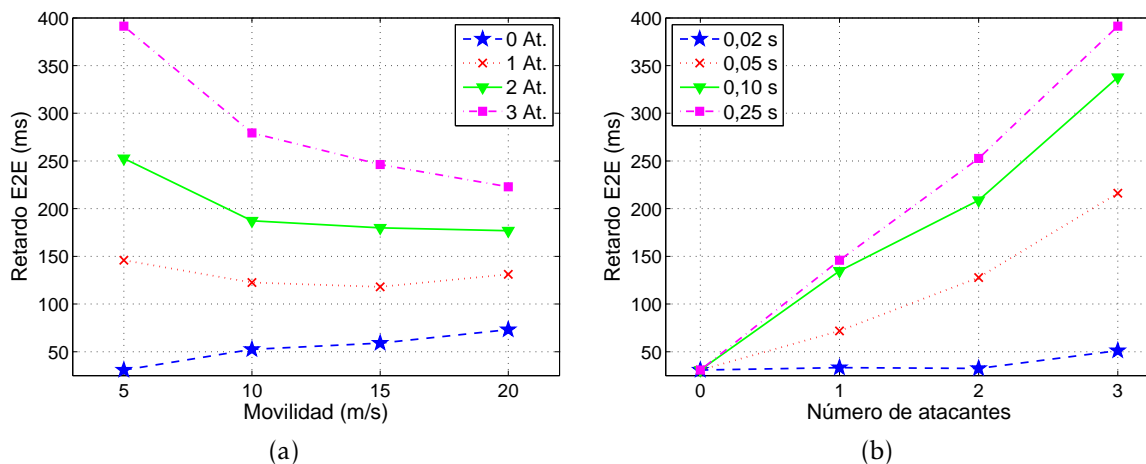 400
350
300
250
200
150
100
50
Retardo E2E (ms)
0 At.
1 At.
2 At.
3 At.
5
10
15
20
Movilidad (m/s)
(a)
400
350
300
250
200
150
100
50
Retardo E2E (ms)
0,02 s
0,05 s
0,10 s
0,25 s
0
1
2
3
Número de atacantes
(b)